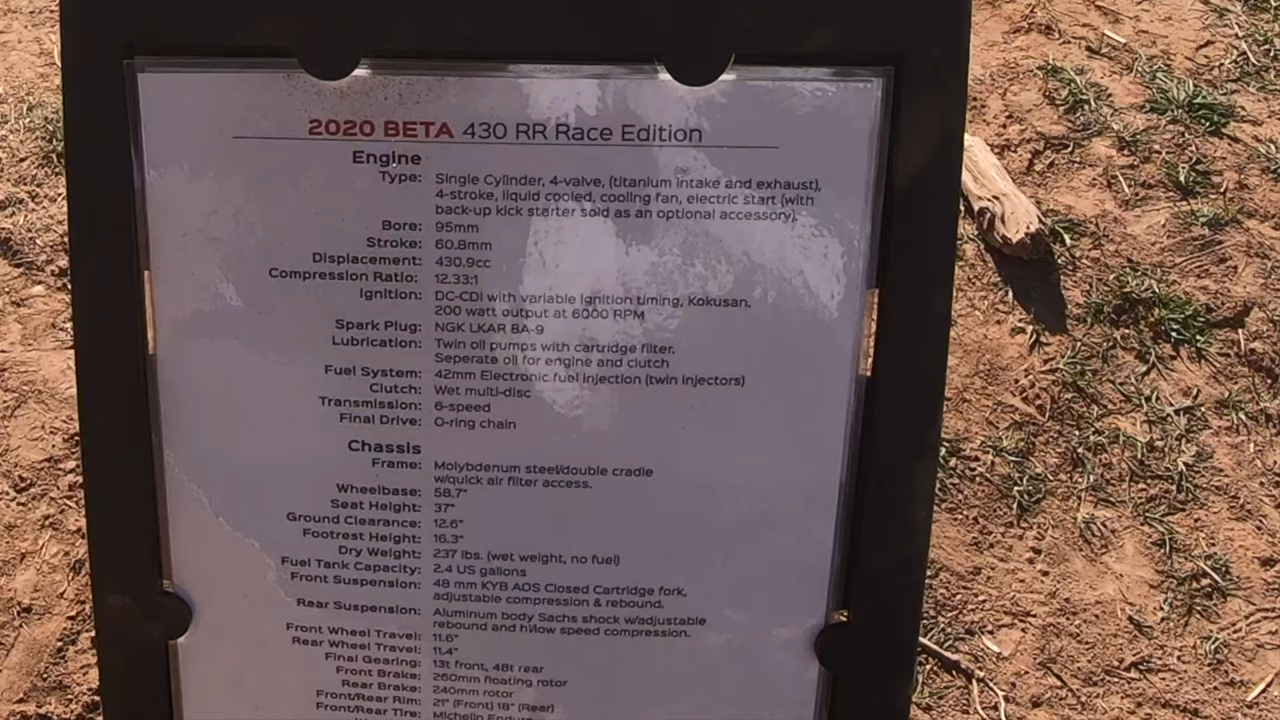 2020 BETA 430 RR Race Edition
Engine
Type: Single Cylinder, 4-valve, (titanium intake and exhaust),
4-stroke, liquid cooled, cooling fan, electric start (with
back-up kick starter sold as an optional accessory).
Bore: 95mm
Stroke: 60.8mm
Displacement: 430.9cc
Compression Ratio: 12.33:1
Ignition: DC-CDI with variable ignition timing, Kokusan.
200 watt output at 6000 RPM
Spark Plug: NGK LKAR 8A-9
Lubrication: Twin oil pumps with cartridge filter.
Seperate oil for engine and clutch
Fuel System: 42mm Electronic fuel injection (twin injectors)
Clutch: Wet multi-disc
Transmission: 6-speed
Final Drive: O-ring chain
Chassis
Frame: Molybdenum steel/double cradle
w/quick air filter access.
Wheelbase: 58.7"
Seat Height: 37"
Ground Clearance: 12.6"
Footrest Height: 16.3"
Dry Weight: 237 lbs. (wet weight, no fuel)
Fuel Tank Capacity: 2.4 US gallons
Front Suspension: 48 mm KYB AOS Closed Cartridge fork,
adjustable compression & rebound.
Rear Suspension: Aluminum body Sachs shock w/adjustable
rebound and hi/low speed compression.
Front Wheel Travel: 11.6"
Rear Wheel Travel: 11.4"
Final Gearing: 13t front, 48t rear
Front Brake: 260mm floating rotor
Rear Brake: 240mm rotor
Front/Rear Rim: 21" (Front) 18" (Rear)
Front/Rear Tire: Michelin